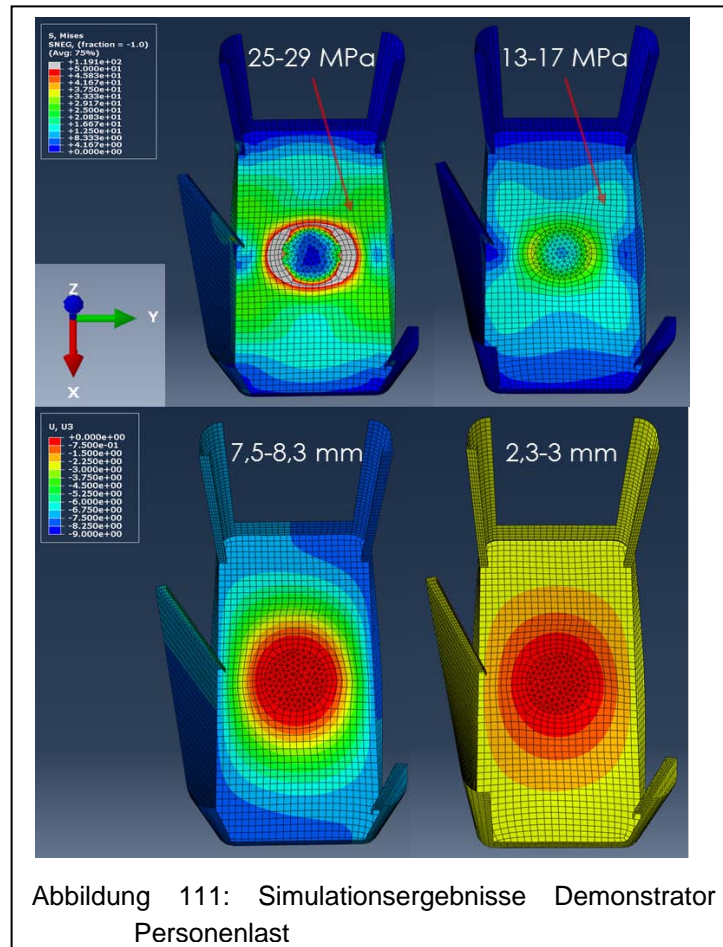 S, Mises
SNEG, (fraction = -1.0)
(Avg: 75%)
+1.191e+02
+5.000e+01
+4.583e+01
+4.167e+01
+3.750e+01
+3.333e+01
+2.917e+01
+2.500e+01
+2.083e+01
+1.667e+01
+1.250e+01
+8.333e+00
+4.167e+00
+0.000e+00
25-29 MPa
13-17 MPa
Z
Y
X
U, U3
+0.000e+00
-7.500e-01
-1.500e+00
-2.250e+00
-3.000e+00
-3.750e+00
-4.500e+00
-5.250e+00
-6.000e+00
-6.750e+00
-7.500e+00
-8.250e+00
-9.000e+00
7,5-8,3 mm
2,3-3 mm
Abbildung 111: Simulationsergebnisse Demonstrator
Personenlast